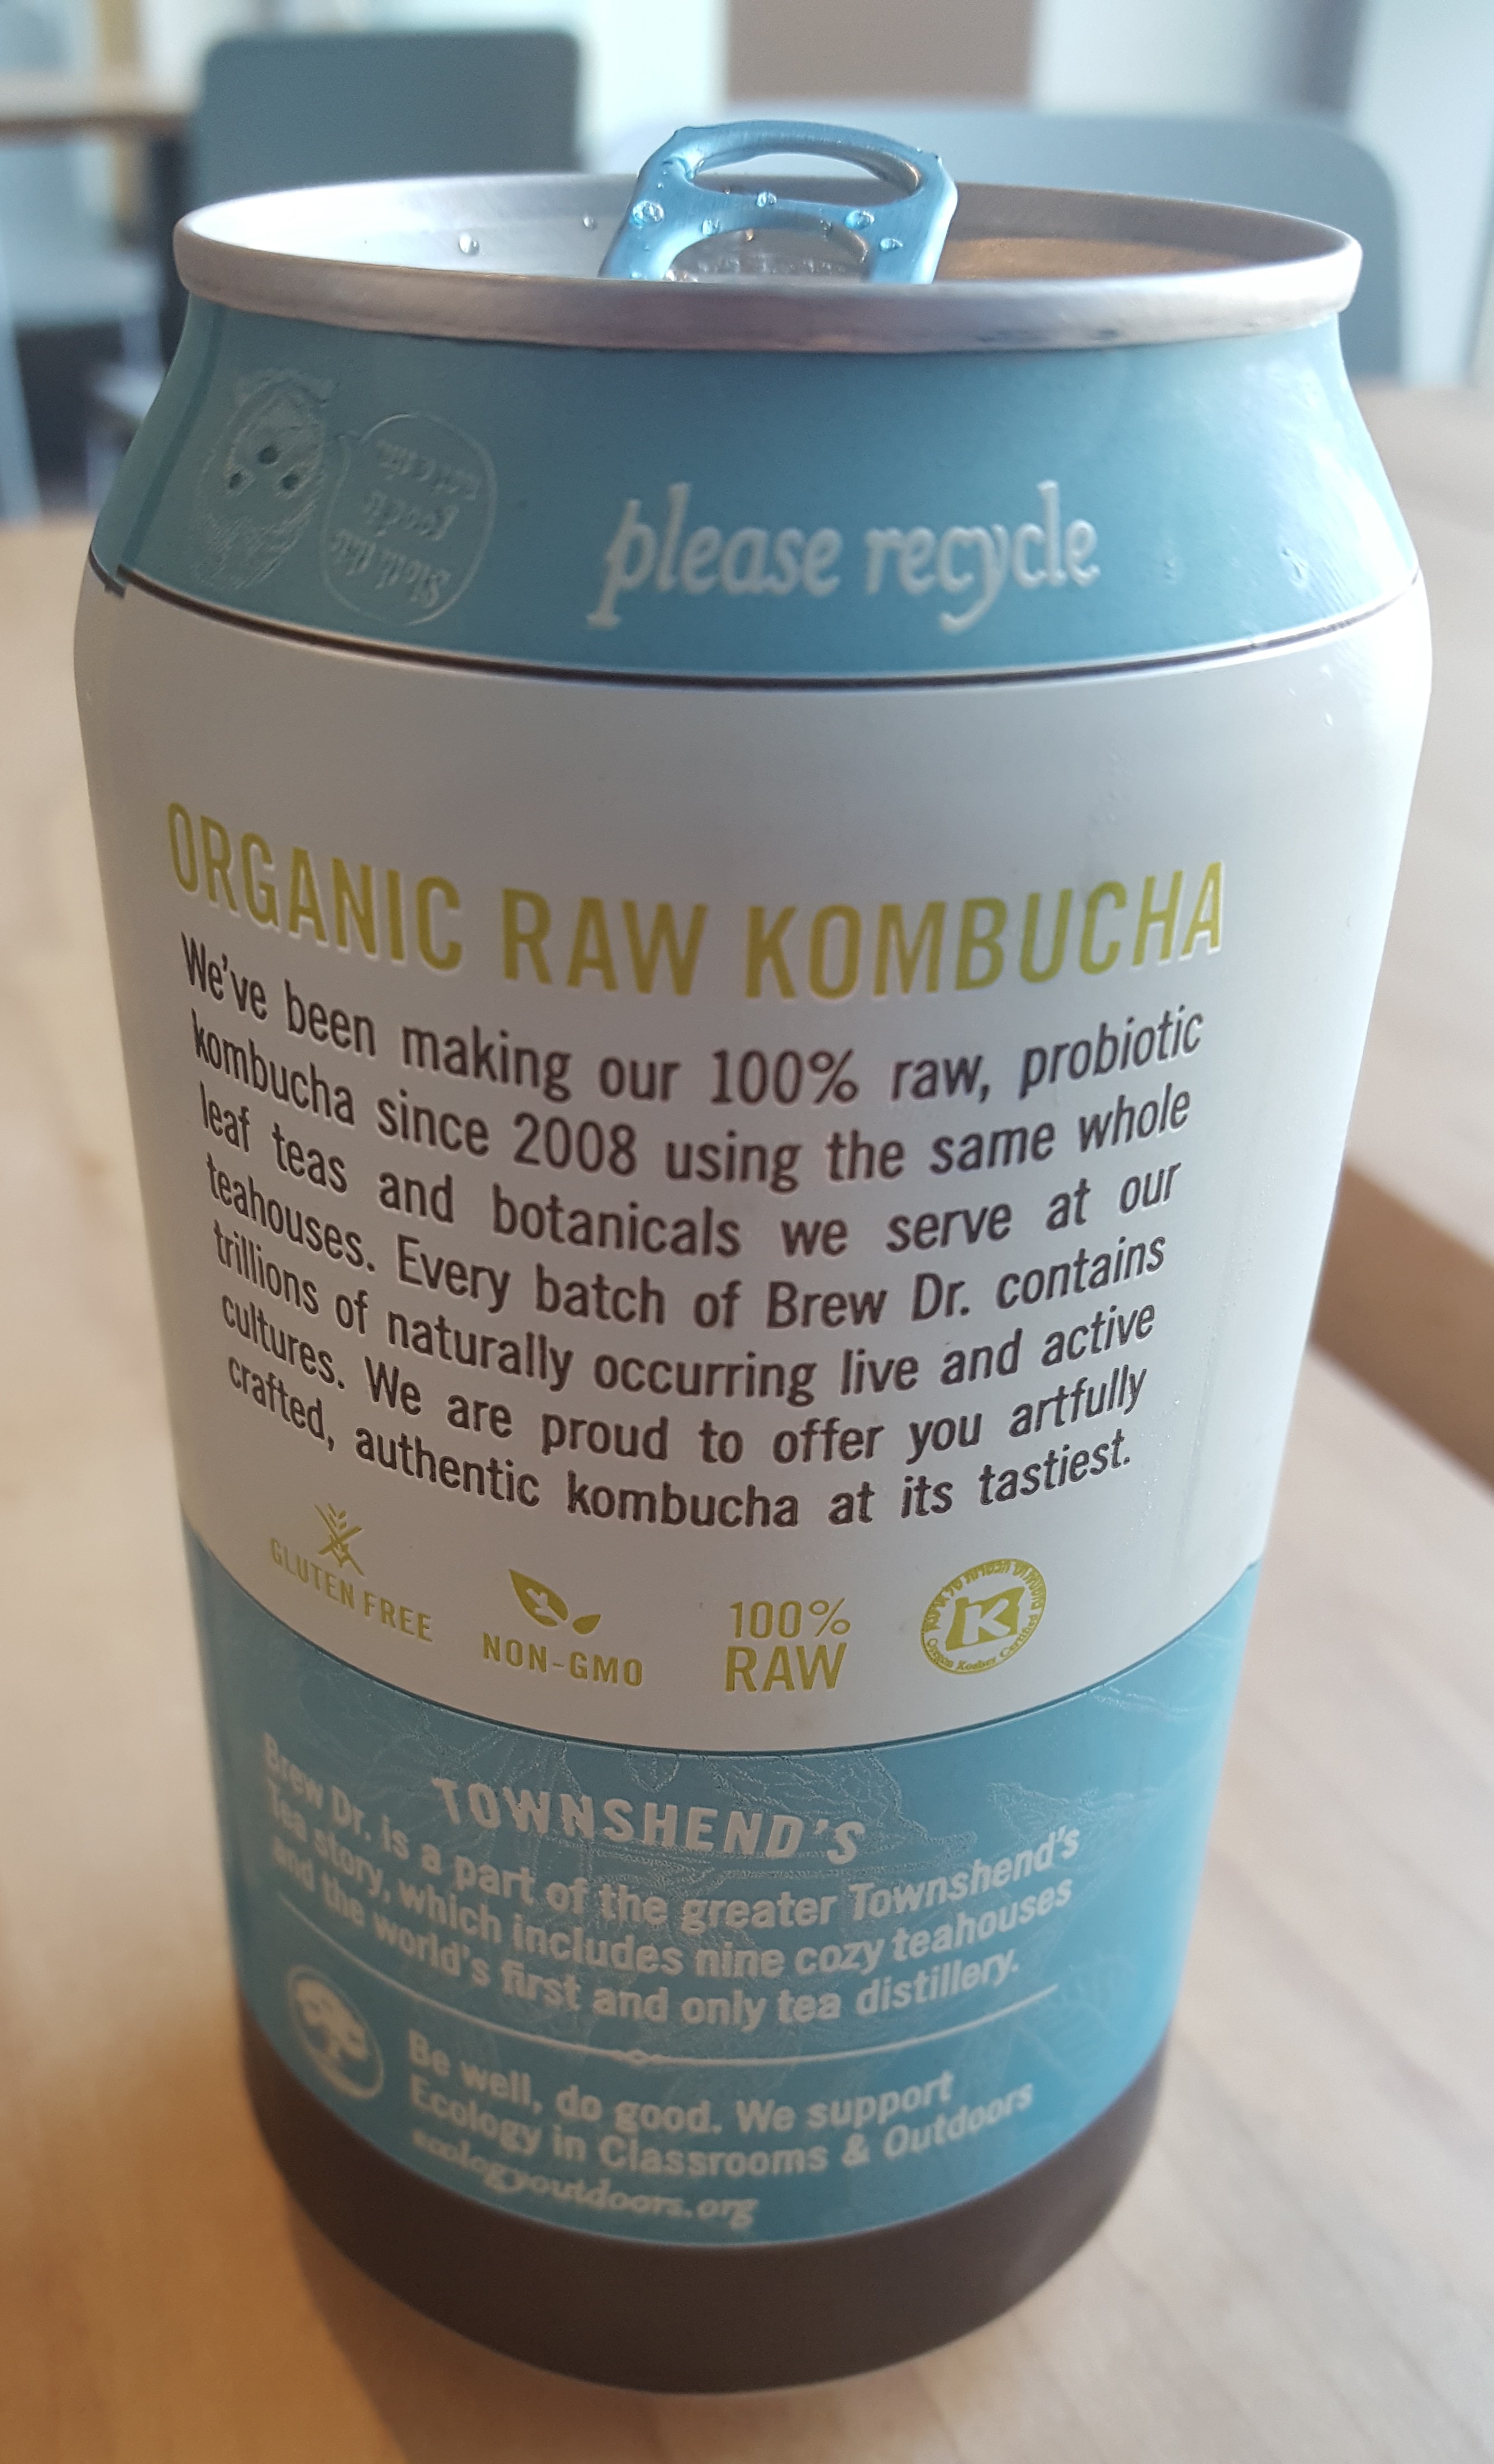 please recycle
ORGANIC RAW KOMBUCHA
We've been making our 100% raw, probiotic
kombucha since 2008 using the same whole
leaf teas and botanicals we serve at our
teahouses. Every batch of Brew Dr. contains
trillions of naturally occurring live and active
cultures. We are proud to offer you artfully
crafted, authentic kombucha at its tastiest.
GLUTEN FREE
NON-GMO
100%
RAW
K
Oregon Kosher Certified
TOWNSHEND'S
Brew Dr. is a part of the greater Townshend's
Tea story, which includes nine cozy teahouses
and the world's first and only tea distillery.
Be well, do good. We support
Ecology in Classrooms & Outdoors
ecologyoutdoors.org